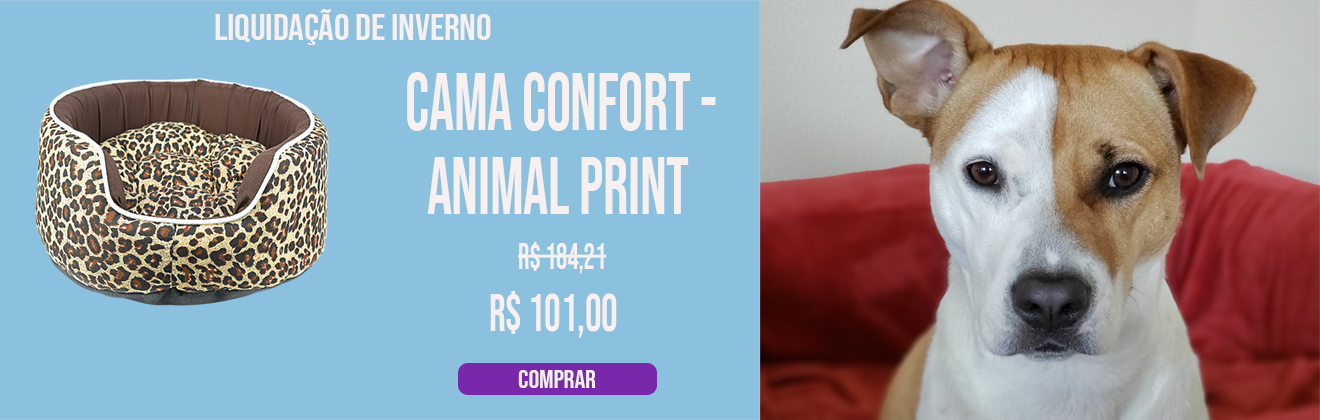 LIQUIDAÇÃO DE INVERNO
CAMA CONFORT -
ANIMAL PRINT
R$ 184,21
R$ 101,00
COMPRAR